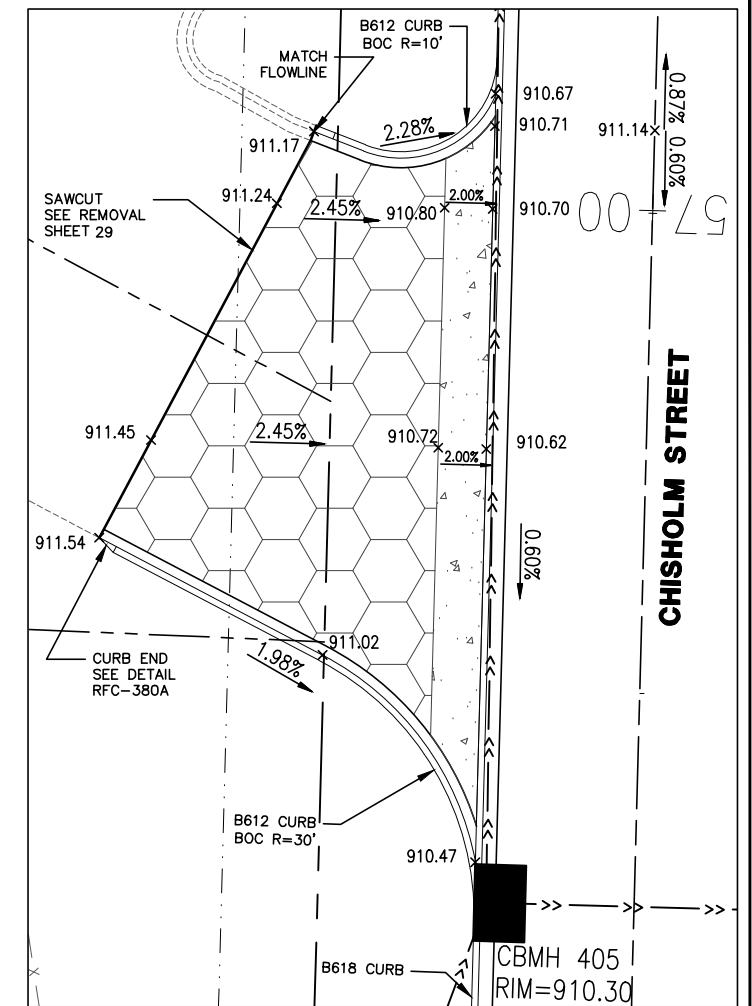 B612 CURB
BOC R=10'
MATCH
FLOWLINE
910.67
910.71
911.14
0.87%
0.60%
2.28%
911.17
911.24
SAWCUT
SEE REMOVAL
SHEET 29
2.45%
910.80
2.00%
910.70
57
00
911.45
2.45%
910.72
2.00%
910.62
CHISHOLM STREET
911.54
0.60%
911.02
1.98%
CURB END
SEE DETAIL
RFC-380A
B612 CURB
BOC R=30'
910.47
B618 CURB
CBMH 405
RIM=910.30